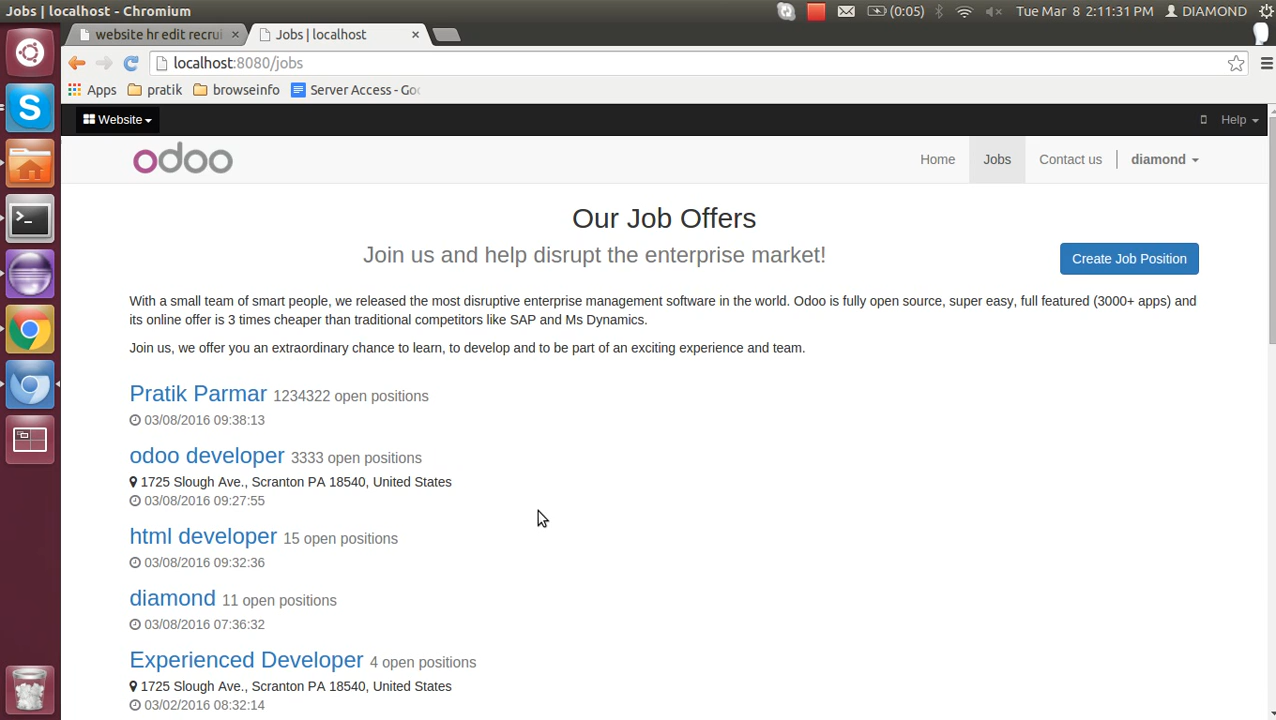 Jobs | localhost - Chromium
(0:05)
Tue Mar 8 2:11:31 PM
DIAMOND
website hr edit recrui
Jobs | localhost
localhost:8080/jobs
Apps
pratik
browseinfo
Server Access - Goo
Website
Help
odoo
Home
Jobs
Contact us
diamond
Our Job Offers
Join us and help disrupt the enterprise market!
Create Job Position
With a small team of smart people, we released the most disruptive enterprise management software in the world. Odoo is fully open source, super easy, full featured (3000+ apps) and
its online offer is 3 times cheaper than traditional competitors like SAP and Ms Dynamics.
Join us, we offer you an extraordinary chance to learn, to develop and to be part of an exciting experience and team.
Pratik Parmar 1234322 open positions
03/08/2016 09:38:13
odoo developer 3333 open positions
1725 Slough Ave., Scranton PA 18540, United States
03/08/2016 09:27:55
html developer 15 open positions
03/08/2016 09:32:36
diamond 11 open positions
03/08/2016 07:36:32
Experienced Developer 4 open positions
1725 Slough Ave., Scranton PA 18540, United States
03/02/2016 08:32:14